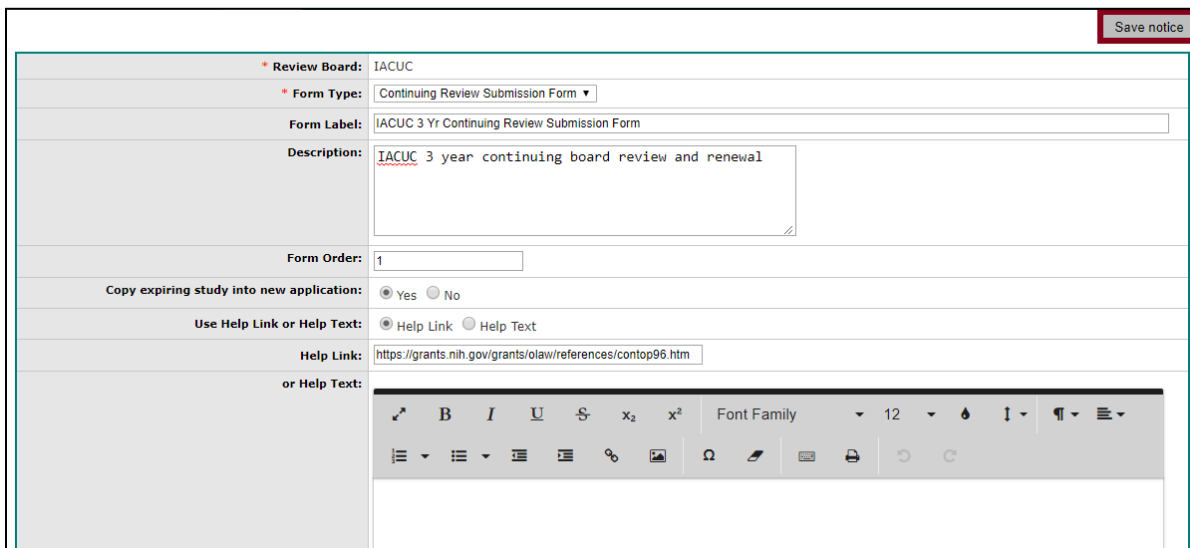 Save notice
* Review Board: IACUC
* Form Type: Continuing Review Submission Form
Form Label: IACUC 3 Yr Continuing Review Submission Form
Description: IACUC 3 year continuing board review and renewal
Form Order: 1
Copy expiring study into new application: Yes No
Use Help Link or Help Text: Help Link Help Text
Help Link: https://grants.nih.gov/grants/olaw/references/contop96.htm
or Help Text:
B I U S x₂ x² Font Family 12 ¶
Ω